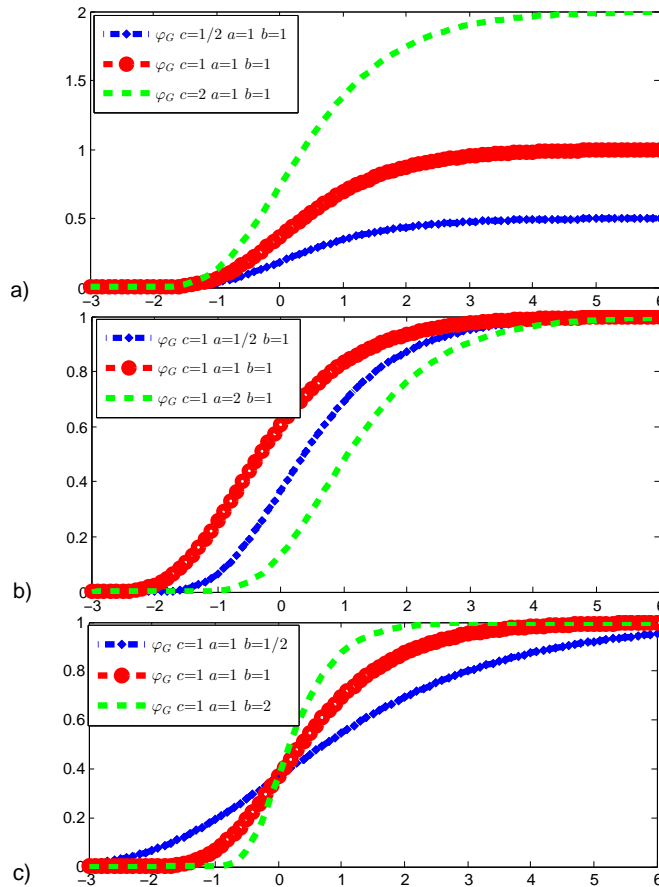 2
1.5
1
0.5
0
φG c=1/2 a=1 b=1
φG c=1 a=1 b=1
φG c=2 a=1 b=1
−3 −2 −1 0 1 2 3 4 5 6
a)
1
0.8
0.6
0.4
0.2
0
φG c=1 a=1/2 b=1
φG c=1 a=1 b=1
φG c=1 a=2 b=1
−3 −2 −1 0 1 2 3 4 5 6
b)
1
0.8
0.6
0.4
0.2
0
φG c=1 a=1 b=1/2
φG c=1 a=1 b=1
φG c=1 a=1 b=2
−3 −2 −1 0 1 2 3 4 5 6
c)